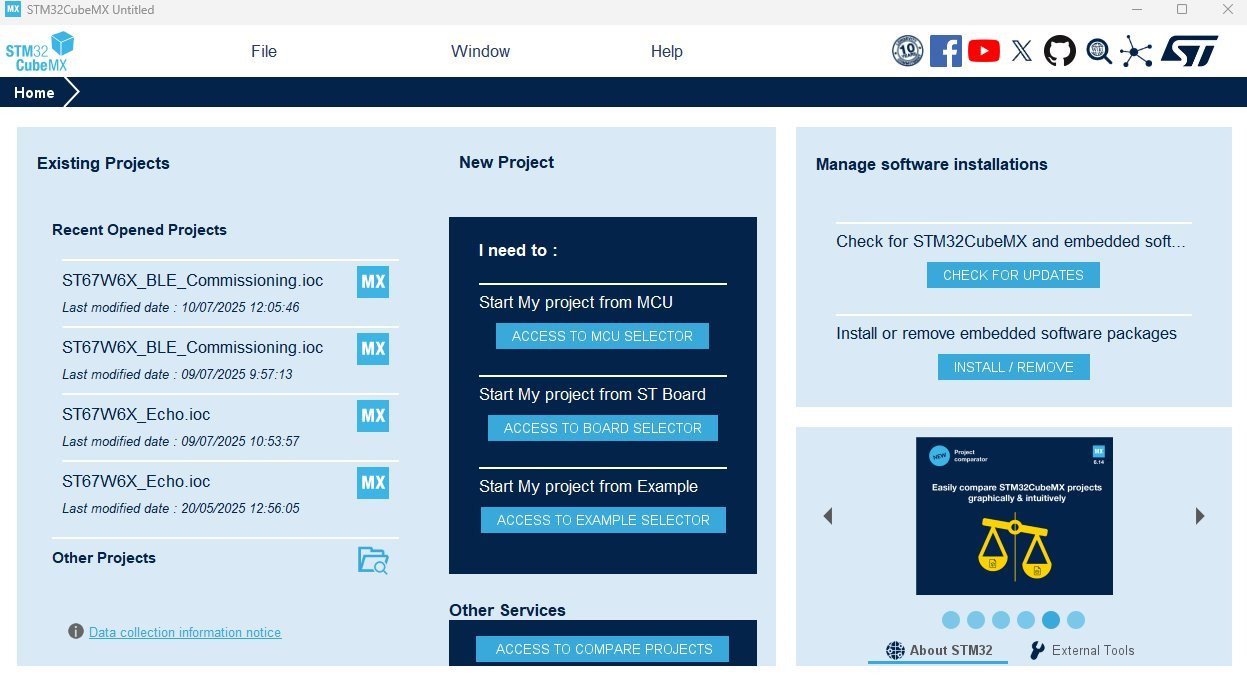 MX STM32CubeMX Untitled
STM32
CubeMX
File
Window
Help
10
Home
Existing Projects
Recent Opened Projects
ST67W6X_BLE_Commissioning.ioc
MX
Last modified date : 10/07/2025 12:05:46
ST67W6X_BLE_Commissioning.ioc
MX
Last modified date : 09/07/2025 9:57:13
ST67W6X_Echo.ioc
MX
Last modified date : 09/07/2025 10:53:57
ST67W6X_Echo.ioc
MX
Last modified date : 20/05/2025 12:56:05
Other Projects
Data collection information notice
New Project
I need to :
Start My project from MCU
ACCESS TO MCU SELECTOR
Start My project from ST Board
ACCESS TO BOARD SELECTOR
Start My project from Example
ACCESS TO EXAMPLE SELECTOR
Other Services
ACCESS TO COMPARE PROJECTS
Manage software installations
Check for STM32CubeMX and embedded soft...
CHECK FOR UPDATES
Install or remove embedded software packages
INSTALL / REMOVE
NEW
Project
comparator
MX
6.14
Easily compare STM32CubeMX projects
graphically & intuitively
About STM32
External Tools